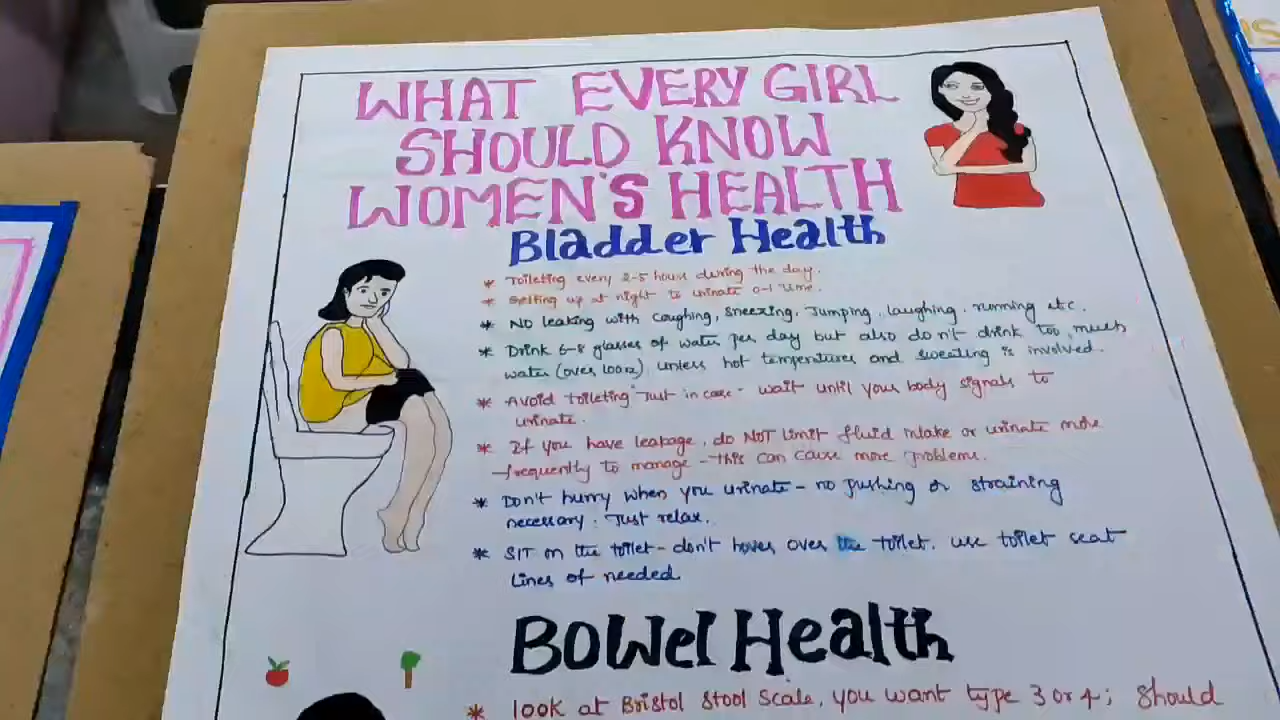 WHAT EVERY GIRL
SHOULD KNOW
WOMEN'S HEALTH
Bladder Health
* Toileting every 2-5 hours during the day.
* Getting up at night to urinate 0-1 time.
* No leaking with coughing, sneezing, Jumping, laughing, running etc.
* Drink 6-8 glasses of water per day but also do n't drink too much
water (over 100oz) unless hot temperatures and sweating is involved.
* Avoid toileting "Just in case - wait until your body signals to
urinate.
* If you have leakage, do NOT Limit fluid intake or urinate more
frequently to manage - this can cause more problems.
* Don't hurry when you urinate - no pushing or straining
necessary. Just relax.
* SIT on the toilet - don't hover over the toilet. use toilet seat
Lines of needed
BOWel Health
* look at Bristol Stool Scale, you want type 3 or 4; Should